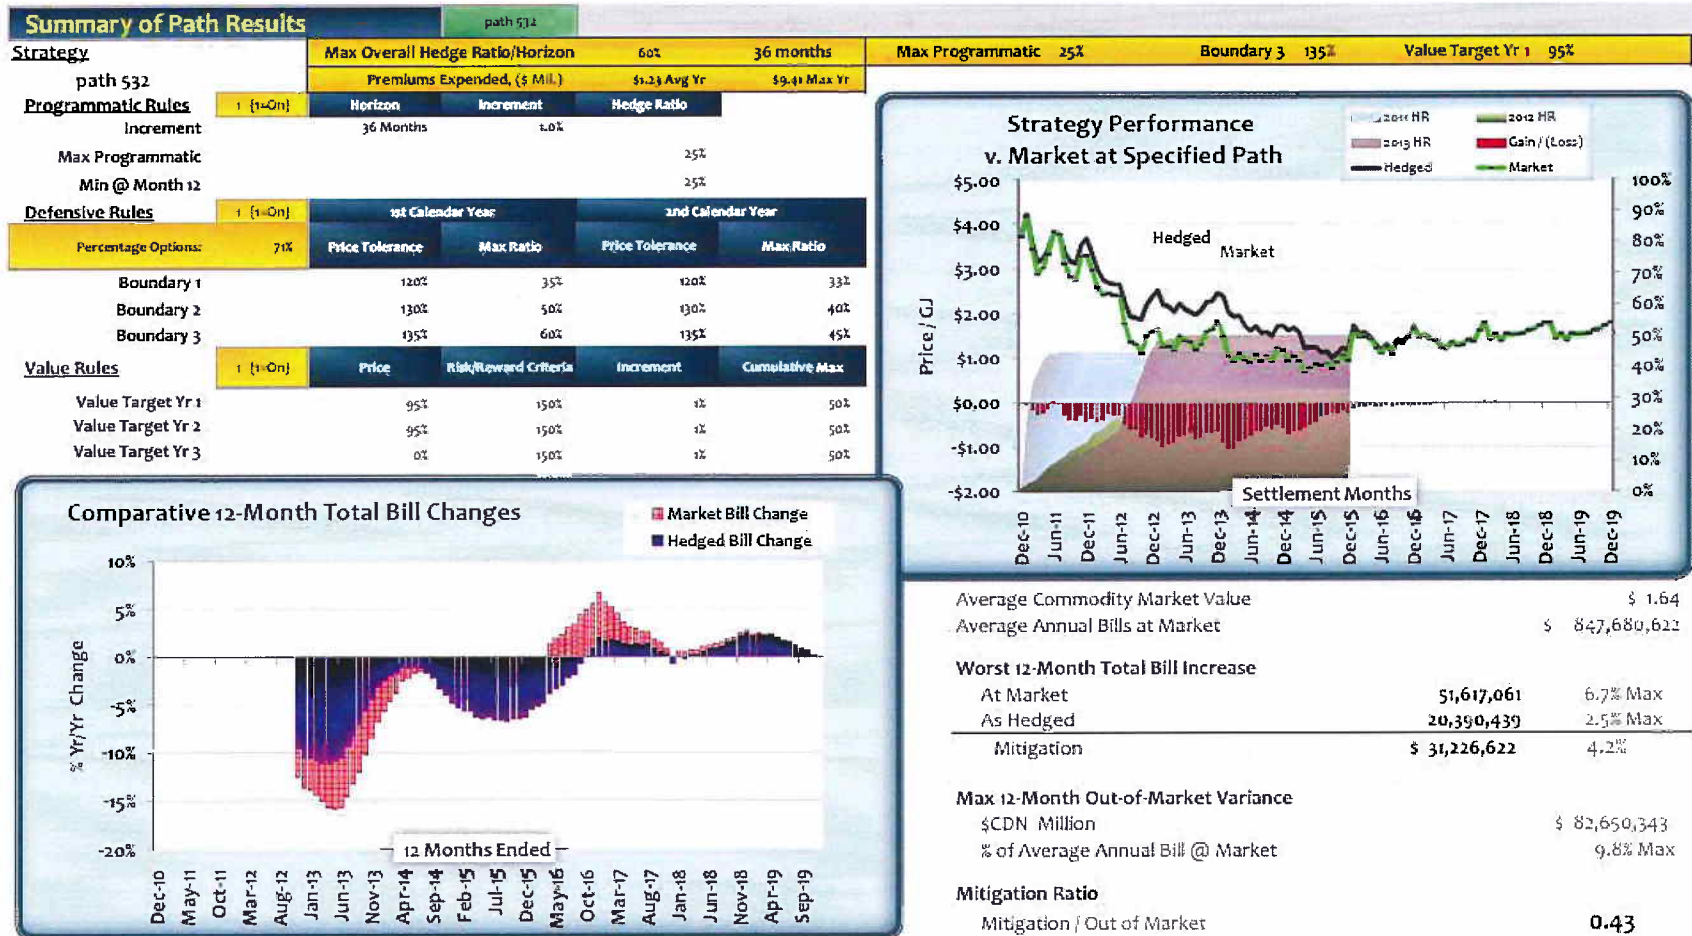 Summary of Path Results
path 532
Strategy
Max Overall Hedge Ratio/Horizon 60% 36 months Max Programmatic 25% Boundary 3 135% Value Target Yr 1 95%
path 532
Premiums Expended, ($ Mil.) $1.23 Avg Yr $9.41 Max Yr
Programmatic Rules 1 {1=On} Horizon Increment Hedge Ratio
Increment 36 Months 1.0%
Max Programmatic 25%
Min @ Month 12 25%
Defensive Rules 1 {1=On} 1st Calendar Year 2nd Calendar Year
Percentage Options: 71% Price Tolerance Max Ratio Price Tolerance Max Ratio
Boundary 1 120% 35% 120% 33%
Boundary 2 130% 50% 130% 40%
Boundary 3 135% 60% 135% 45%
Value Rules 1 {1=On} Price Risk/Reward Criteria Increment Cumulative Max
Value Target Yr 1 95% 150% 1% 50%
Value Target Yr 2 95% 150% 1% 50%
Value Target Yr 3 0% 150% 1% 50%
Strategy Performance
v. Market at Specified Path
2011 HR 2012 HR
2013 HR Gain / (Loss)
Hedged Market
Price / GJ
$5.00
$4.00
$3.00
$2.00
$1.00
$0.00
-$1.00
-$2.00
100%
90%
80%
70%
60%
50%
40%
30%
20%
10%
0%
Hedged
Market
Settlement Months
Dec-10 Jun-11 Dec-11 Jun-12 Dec-12 Jun-13 Dec-13 Jun-14 Dec-14 Jun-15 Dec-15 Jun-16 Dec-16 Jun-17 Dec-17 Jun-18 Dec-18 Jun-19 Dec-19
Comparative 12-Month Total Bill Changes
Market Bill Change
Hedged Bill Change
% Yr/Yr Change
10%
5%
0%
-5%
-10%
-15%
-20%
12 Months Ended
Dec-10 May-11 Oct-11 Mar-12 Aug-12 Jan-13 Jun-13 Nov-13 Apr-14 Sep-14 Feb-15 Jul-15 Dec-15 May-16 Oct-16 Mar-17 Aug-17 Jan-18 Jun-18 Nov-18 Apr-19 Sep-19
Average Commodity Market Value $ 1.64
Average Annual Bills at Market $ 847,680,622
Worst 12-Month Total Bill Increase
At Market 51,617,061 6.7% Max
As Hedged 20,390,439 2.5% Max
Mitigation $ 31,226,622 4.2%
Max 12-Month Out-of-Market Variance
$CDN Million $ 82,650,343
% of Average Annual Bill @ Market 9.8% Max
Mitigation Ratio
Mitigation / Out of Market 0.43